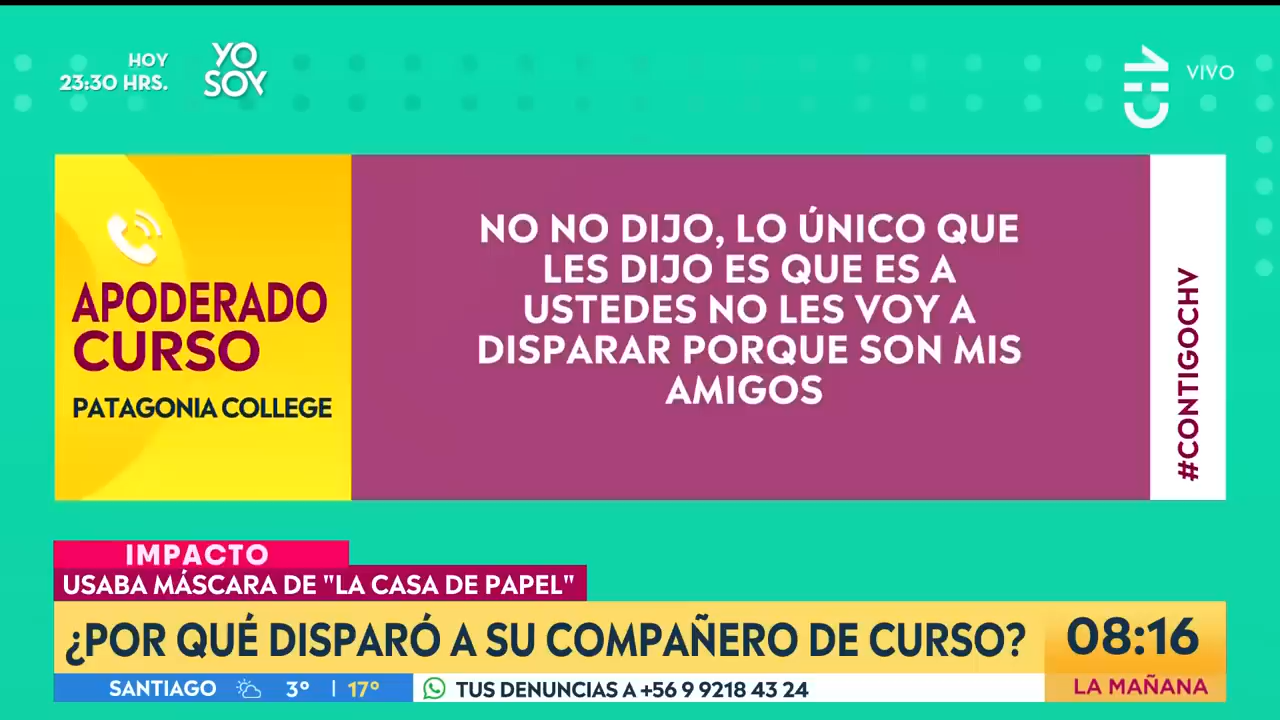 HOY
23:30 HRS.
YO
SOY
CHV
VIVO
APODERADO
CURSO
PATAGONIA COLLEGE
NO NO DIJO, LO ÚNICO QUE
LES DIJO ES QUE ES A
USTEDES NO LES VOY A
DISPARAR PORQUE SON MIS
AMIGOS
#CONTIGOCHV
IMPACTO
USABA MÁSCARA DE "LA CASA DE PAPEL"
¿POR QUÉ DISPARÓ A SU COMPAÑERO DE CURSO?
08:16
SANTIAGO 3° | 17°
TUS DENUNCIAS A +56 9 9218 43 24
LA MAÑANA